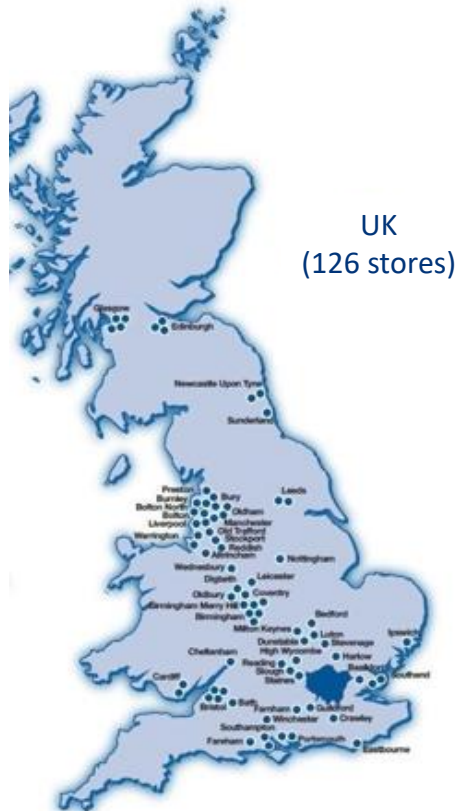 UK
(126 stores)
Glasgow
Edinburgh
Newcastle Upon Tyne
Sunderland
Preston
Burnley
Bury
Leeds
Bolton North
Oldham
Bolton
Liverpool
Manchester
Old Trafford
Warrington
Stockport
Reddish
Altrincham
Nottingham
Wednesbury
Digbeth
Leicester
Oldbury
Coventry
Birmingham Merry Hill
Birmingham
Bedford
Milton Keynes
Luton
Ipswich
Dunstable
Stevenage
High Wycombe
Cheltenham
Harlow
Reading
Basildon
Slough
Southend
Cardiff
Staines
Bath
Bristol
Farnham
Guildford
Winchester
Crawley
Southampton
Fareham
Portsmouth
Eastbourne